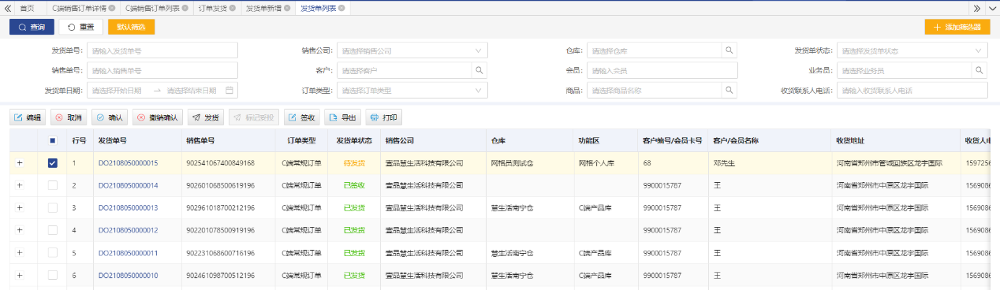 首页 C端销售订单详情 C端销售订单列表 订单发货 发货单新增 发货单列表
查询 重置 默认筛选 添加筛选器
发货单号: 请输入发货单号 销售公司: 请选择销售公司 仓库: 请选择仓库 发货单状态: 请选择发货单状态
销售单号: 请输入销售单号 客户: 请选择客户 会员: 请输入会员 业务员: 请选择业务员
发货单日期: 请选择开始日期 → 请选择结束日期 订单类型: 请选择订单类型 商品: 请选择商品名称 收货联系人电话: 请输入收货联系人电话
编辑 取消 确认 撤销确认 发货 标记妥投 签收 导出 打印
行号 发货单号 销售单号 订单类型 发货单状态 销售公司 仓库 功能区 客户编号/会员卡号 客户/会员名称 收货地址 收货人电
1 DO2108050000015 902541067400849168 C端常规订单 待发货 壹品慧生活科技有限公司 网格员测试仓 网格个人库 68 邓先生 河南省郑州市管城回族区龙宇国际 1597256
2 DO2108050000014 902601068500619196 C端常规订单 已签收 壹品慧生活科技有限公司 9900015787 王 河南省郑州市中原区龙宇国际 1569086
3 DO2108050000013 902961018700212196 C端常规订单 已发货 壹品慧生活科技有限公司 慧生活南宁仓 C端产品库 9900015787 王 河南省郑州市中原区龙宇国际 1569086
4 DO2108050000012 902201078500919196 C端常规订单 已发货 壹品慧生活科技有限公司 9900015787 王 河南省郑州市中原区龙宇国际 1569086
5 DO2108050000011 902231068600716196 C端常规订单 已发货 壹品慧生活科技有限公司 慧生活南宁仓 C端产品库 9900015787 王 河南省郑州市中原区龙宇国际 1569086
6 DO2108050000010 902461098700512196 C端常规订单 已发货 壹品慧生活科技有限公司 慧生活南宁仓 C端产品库 9900015787 王 河南省郑州市中原区龙宇国际 1569086